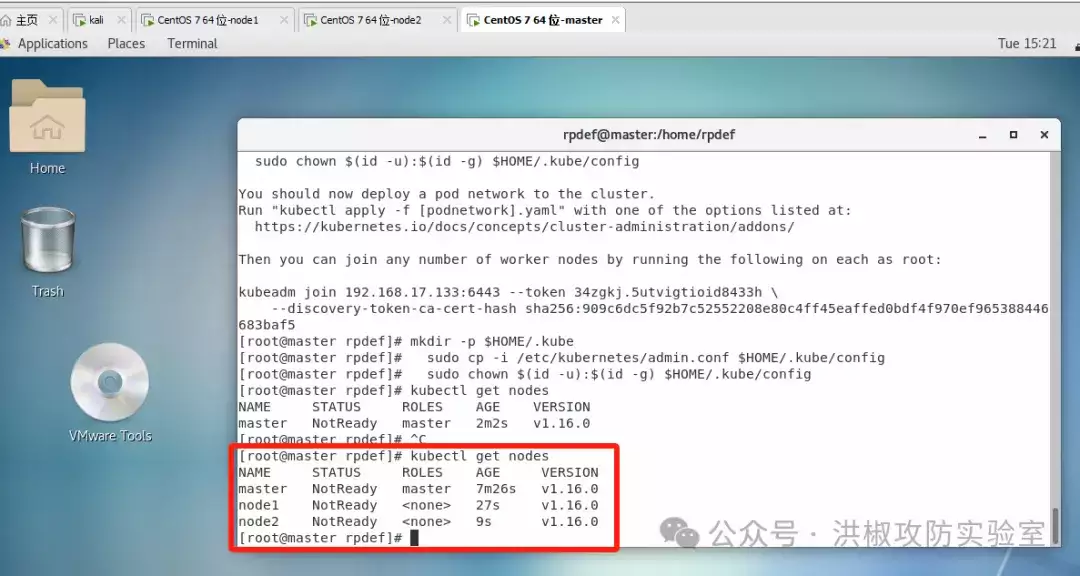 主页 kali CentOS 7 64 位-node1 CentOS 7 64 位-node2 CentOS 7 64 位-master
Applications Places Terminal Tue 15:21
Home
Trash
VMware Tools
rpdef@master:/home/rpdef
  sudo chown $(id -u):$(id -g) $HOME/.kube/config
You should now deploy a pod network to the cluster.
Run "kubectl apply -f [podnetwork].yaml" with one of the options listed at:
  https://kubernetes.io/docs/concepts/cluster-administration/addons/
Then you can join any number of worker nodes by running the following on each as root:
kubeadm join 192.168.17.133:6443 --token 34zgkj.5utvigtioid8433h \
    --discovery-token-ca-cert-hash sha256:909c6dc5f92b7c52552208e80c4ff45eaffed0bdf4f970ef965388446
683baf5
[root@master rpdef]# mkdir -p $HOME/.kube
[root@master rpdef]#   sudo cp -i /etc/kubernetes/admin.conf $HOME/.kube/config
[root@master rpdef]#   sudo chown $(id -u):$(id -g) $HOME/.kube/config
[root@master rpdef]# kubectl get nodes
NAME     STATUS     ROLES    AGE    VERSION
master   NotReady   master   2m2s   v1.16.0
[root@master rpdef]# ^C
[root@master rpdef]# kubectl get nodes
NAME     STATUS     ROLES    AGE     VERSION
master   NotReady   master   7m26s   v1.16.0
node1    NotReady   <none>   27s     v1.16.0
node2    NotReady   <none>   9s      v1.16.0
[root@master rpdef]#
公众号 · 洪椒攻防实验室